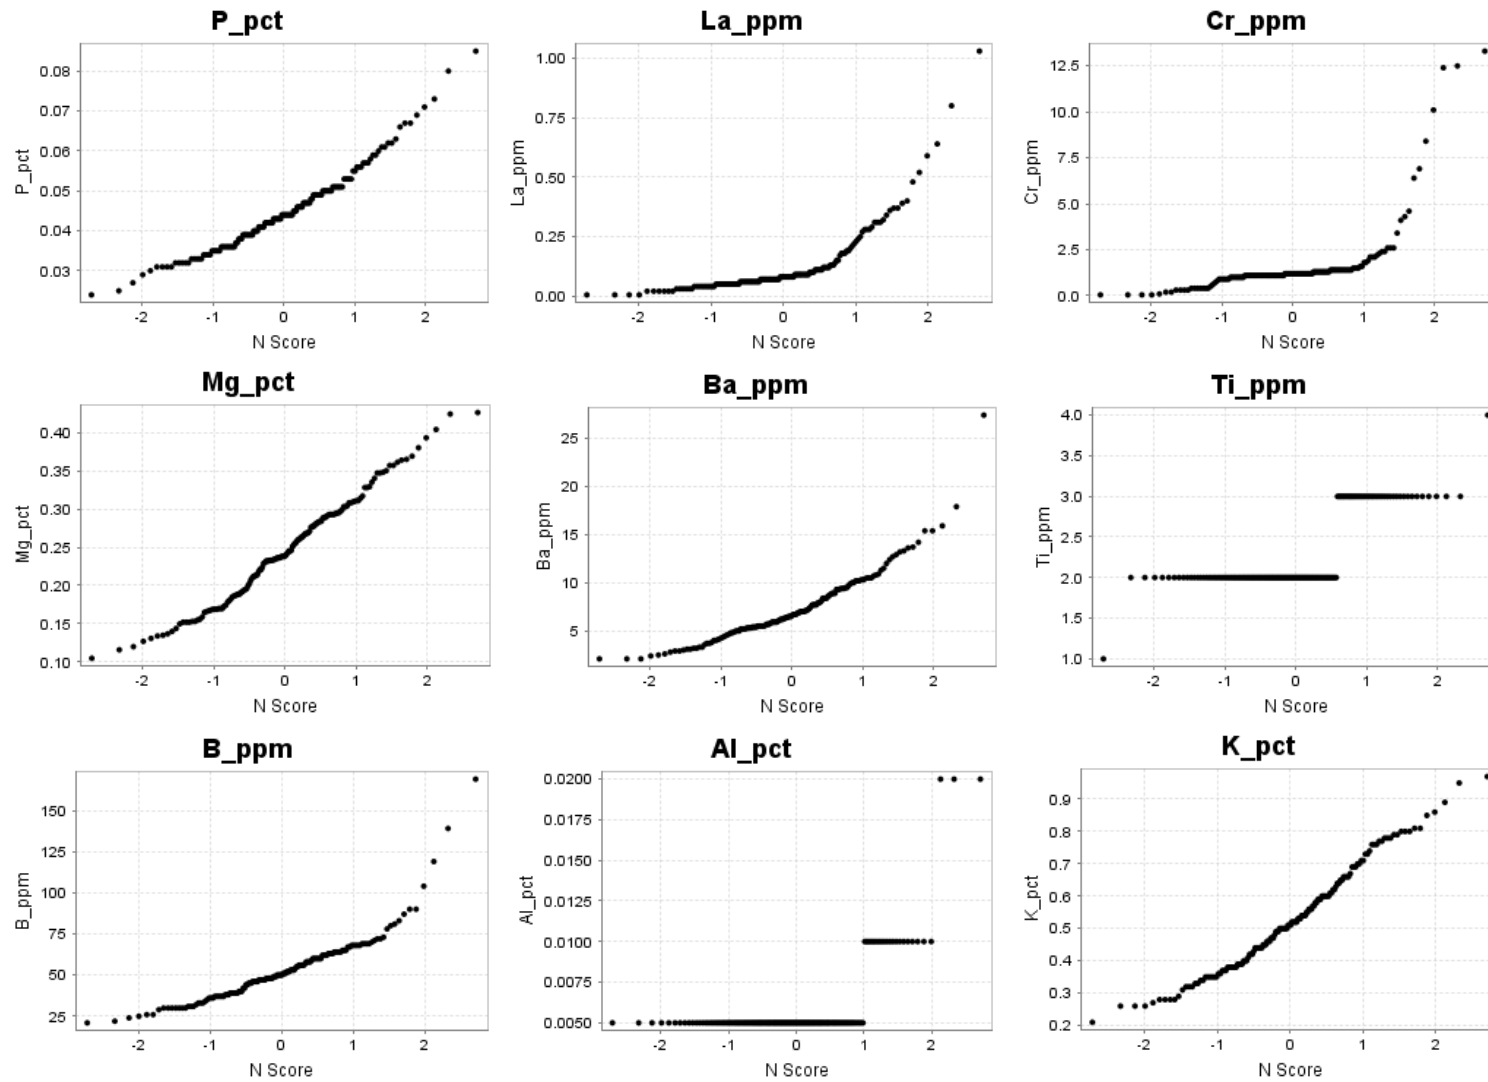 P_pct
0.08
0.07
0.06
0.05
0.04
0.03
P_pct
-2 -1 0 1 2
N Score
La_ppm
1.00
0.75
0.50
0.25
0.00
La_ppm
-2 -1 0 1 2
N Score
Cr_ppm
12.5
10.0
7.5
5.0
2.5
0.0
Cr_ppm
-2 -1 0 1 2
N Score
Mg_pct
0.40
0.35
0.30
0.25
0.20
0.15
0.10
Mg_pct
-2 -1 0 1 2
N Score
Ba_ppm
25
20
15
10
5
Ba_ppm
-2 -1 0 1 2
N Score
Ti_ppm
4.0
3.5
3.0
2.5
2.0
1.5
1.0
Ti_ppm
-2 -1 0 1 2
N Score
B_ppm
150
125
100
75
50
25
B_ppm
-2 -1 0 1 2
N Score
Al_pct
0.0200
0.0175
0.0150
0.0125
0.0100
0.0075
0.0050
Al_pct
-2 -1 0 1 2
N Score
K_pct
0.9
0.8
0.7
0.6
0.5
0.4
0.3
0.2
K_pct
-2 -1 0 1 2
N Score